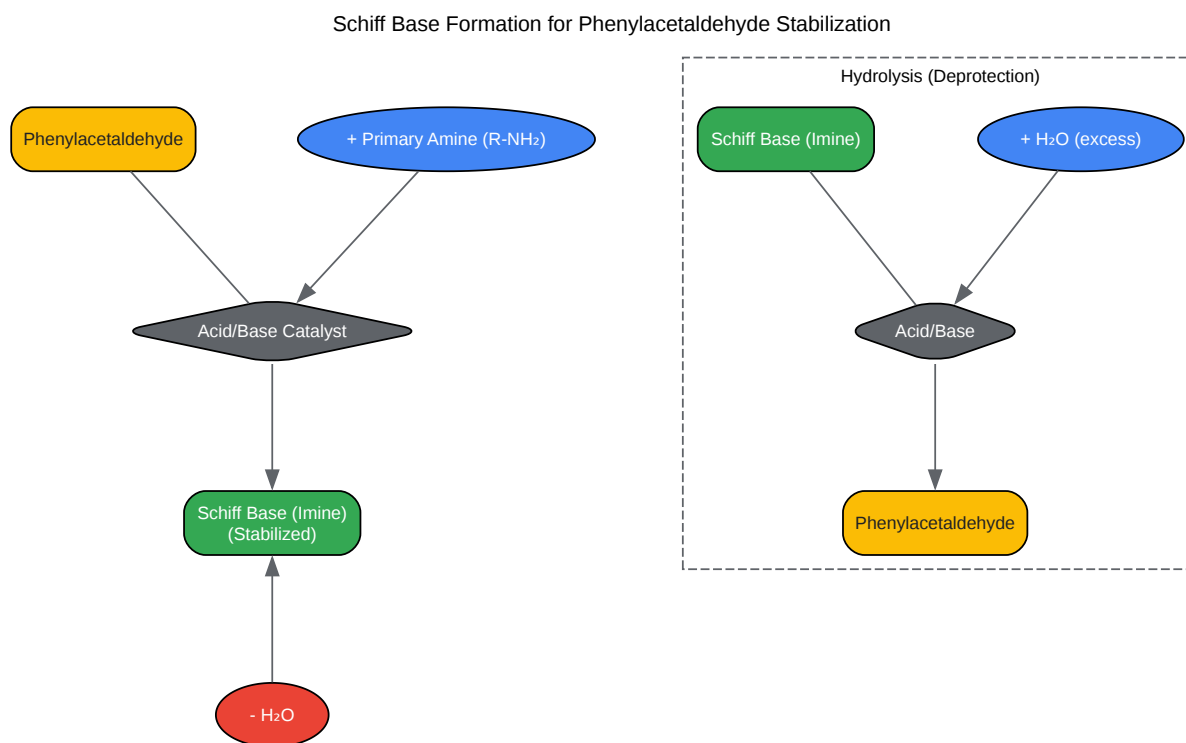 Schiff Base Formation for Phenylacetaldehyde Stabilization
Phenylacetaldehyde
+ Primary Amine (R-NH₂)
Acid/Base Catalyst
Schiff Base (Imine)
(Stabilized)
- H₂O
Hydrolysis (Deprotection)
Schiff Base (Imine)
+ H₂O (excess)
Acid/Base
Phenylacetaldehyde